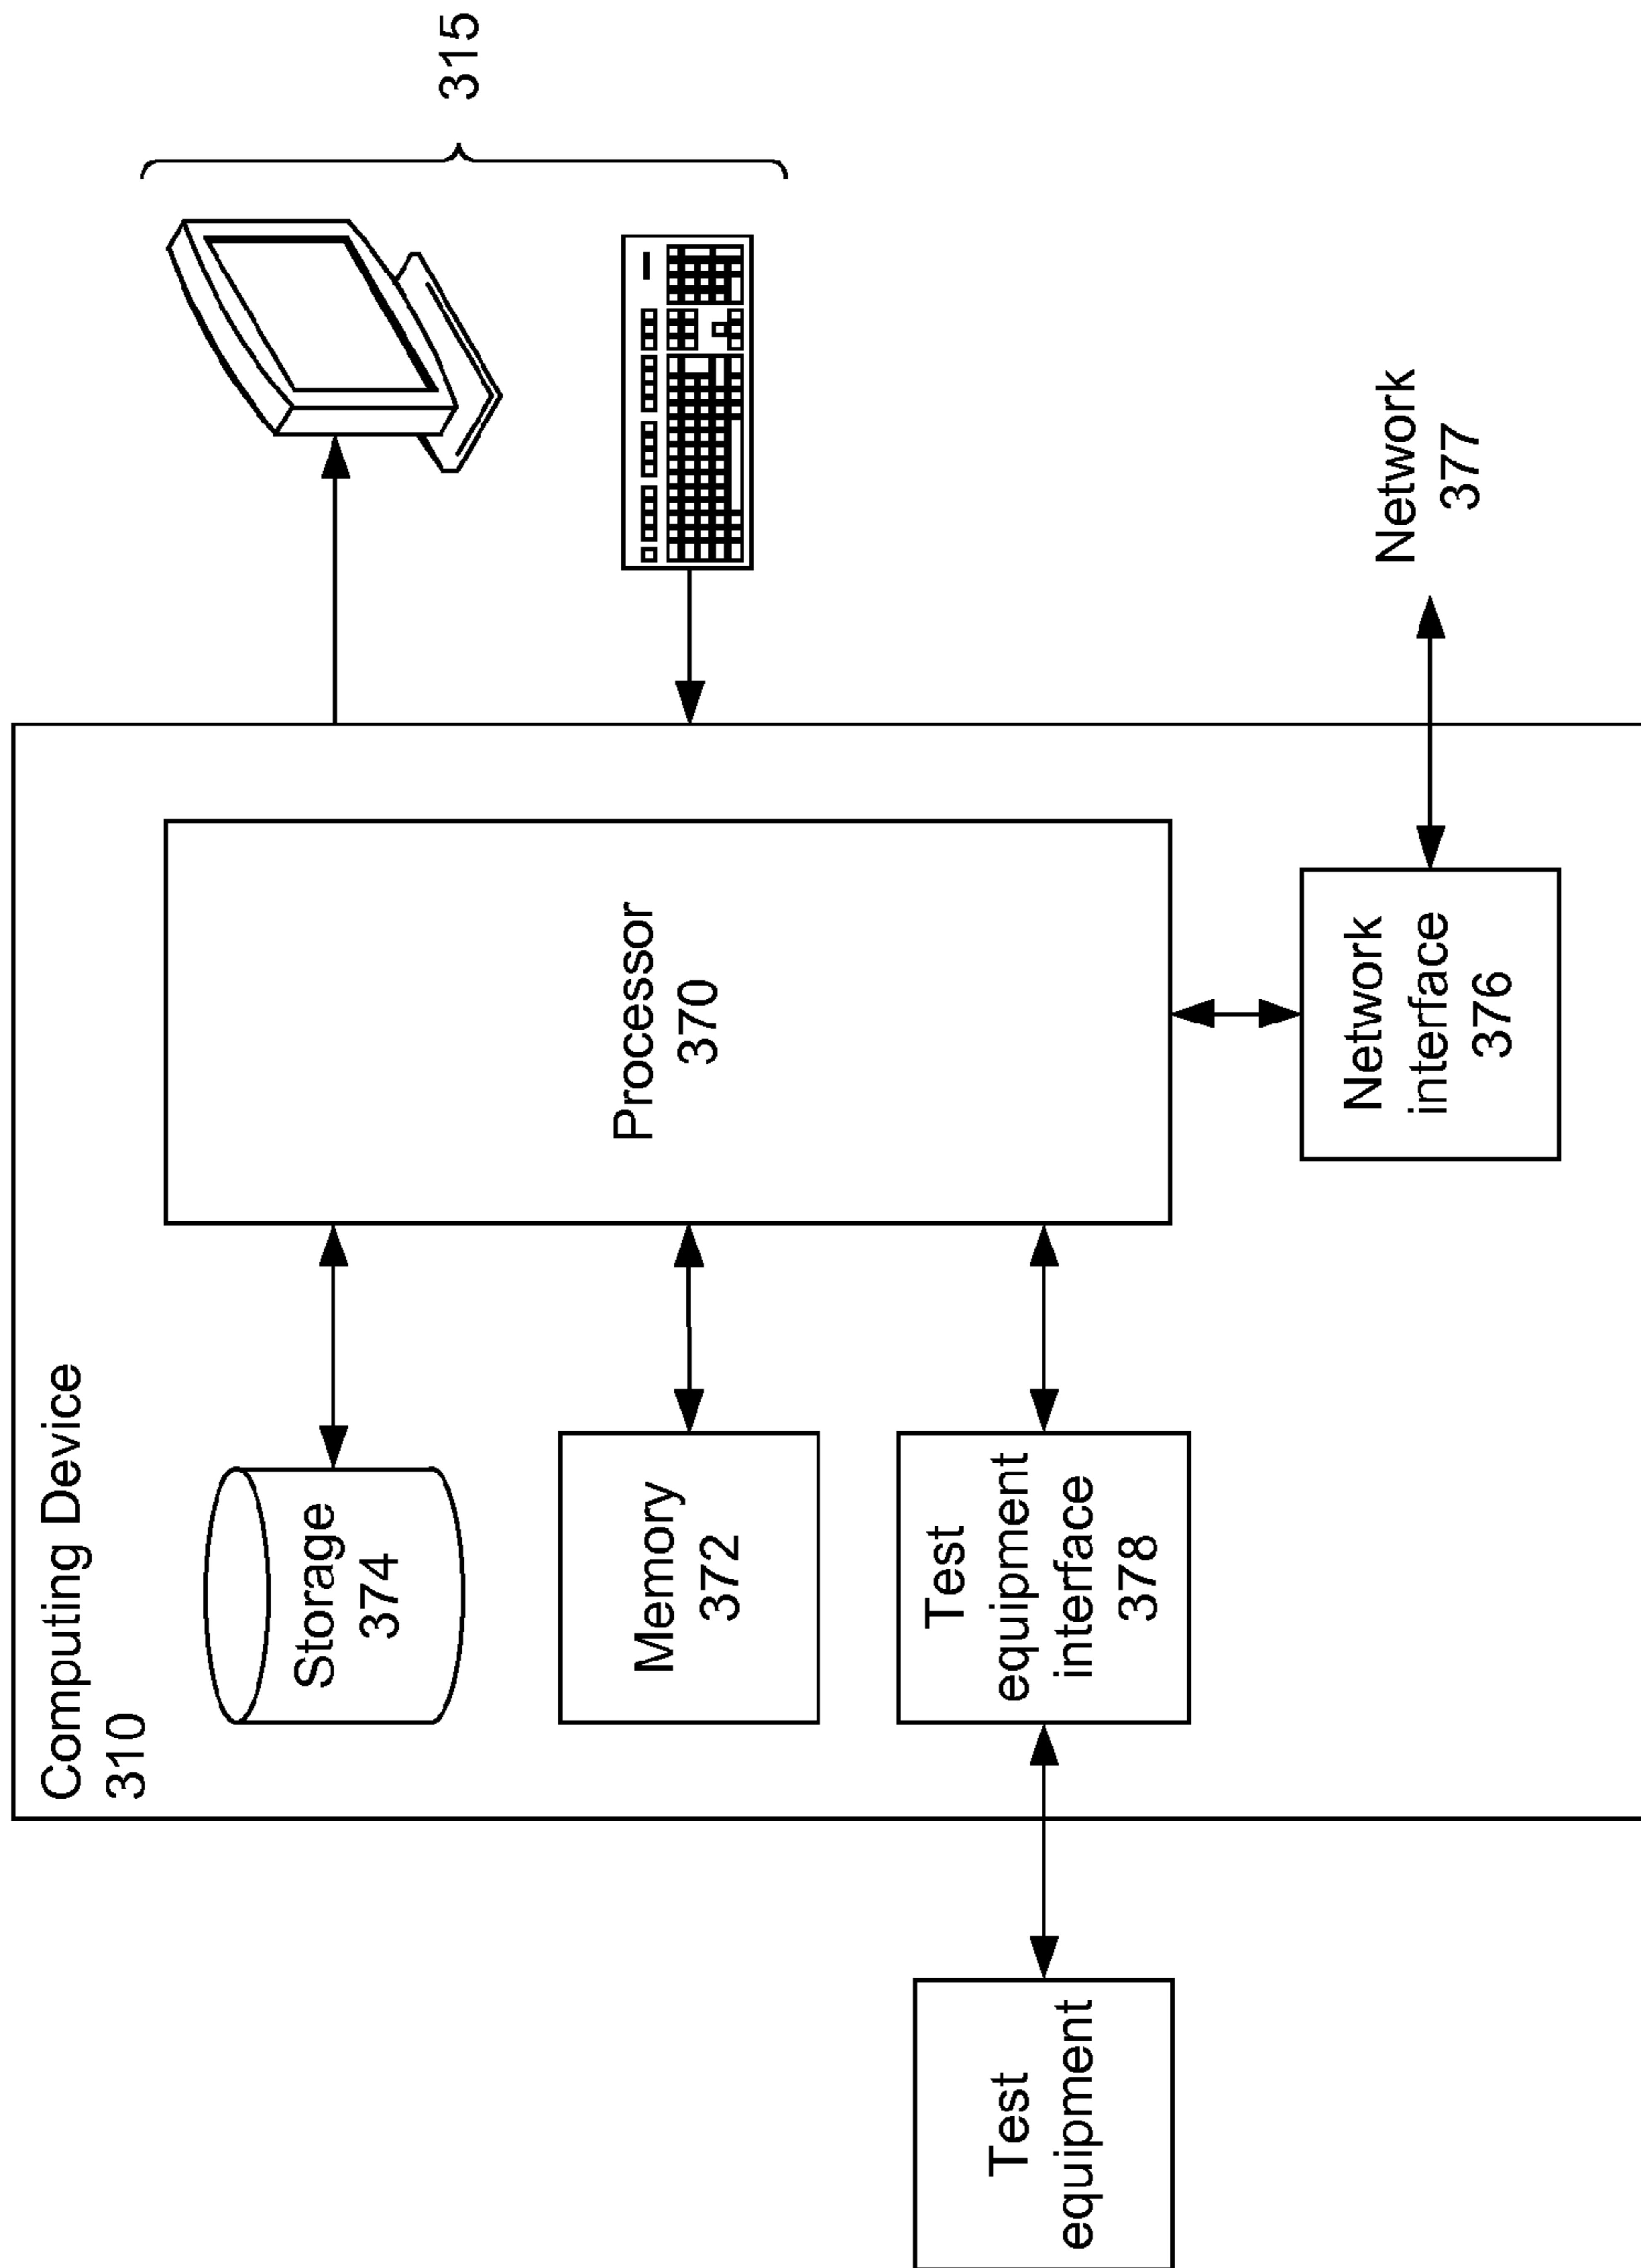 Computing Device
310
Storage
374
Memory
372
Test
equipment
interface
378
Processor
370
Network
interface
376
Network
377
315
Test
equipment